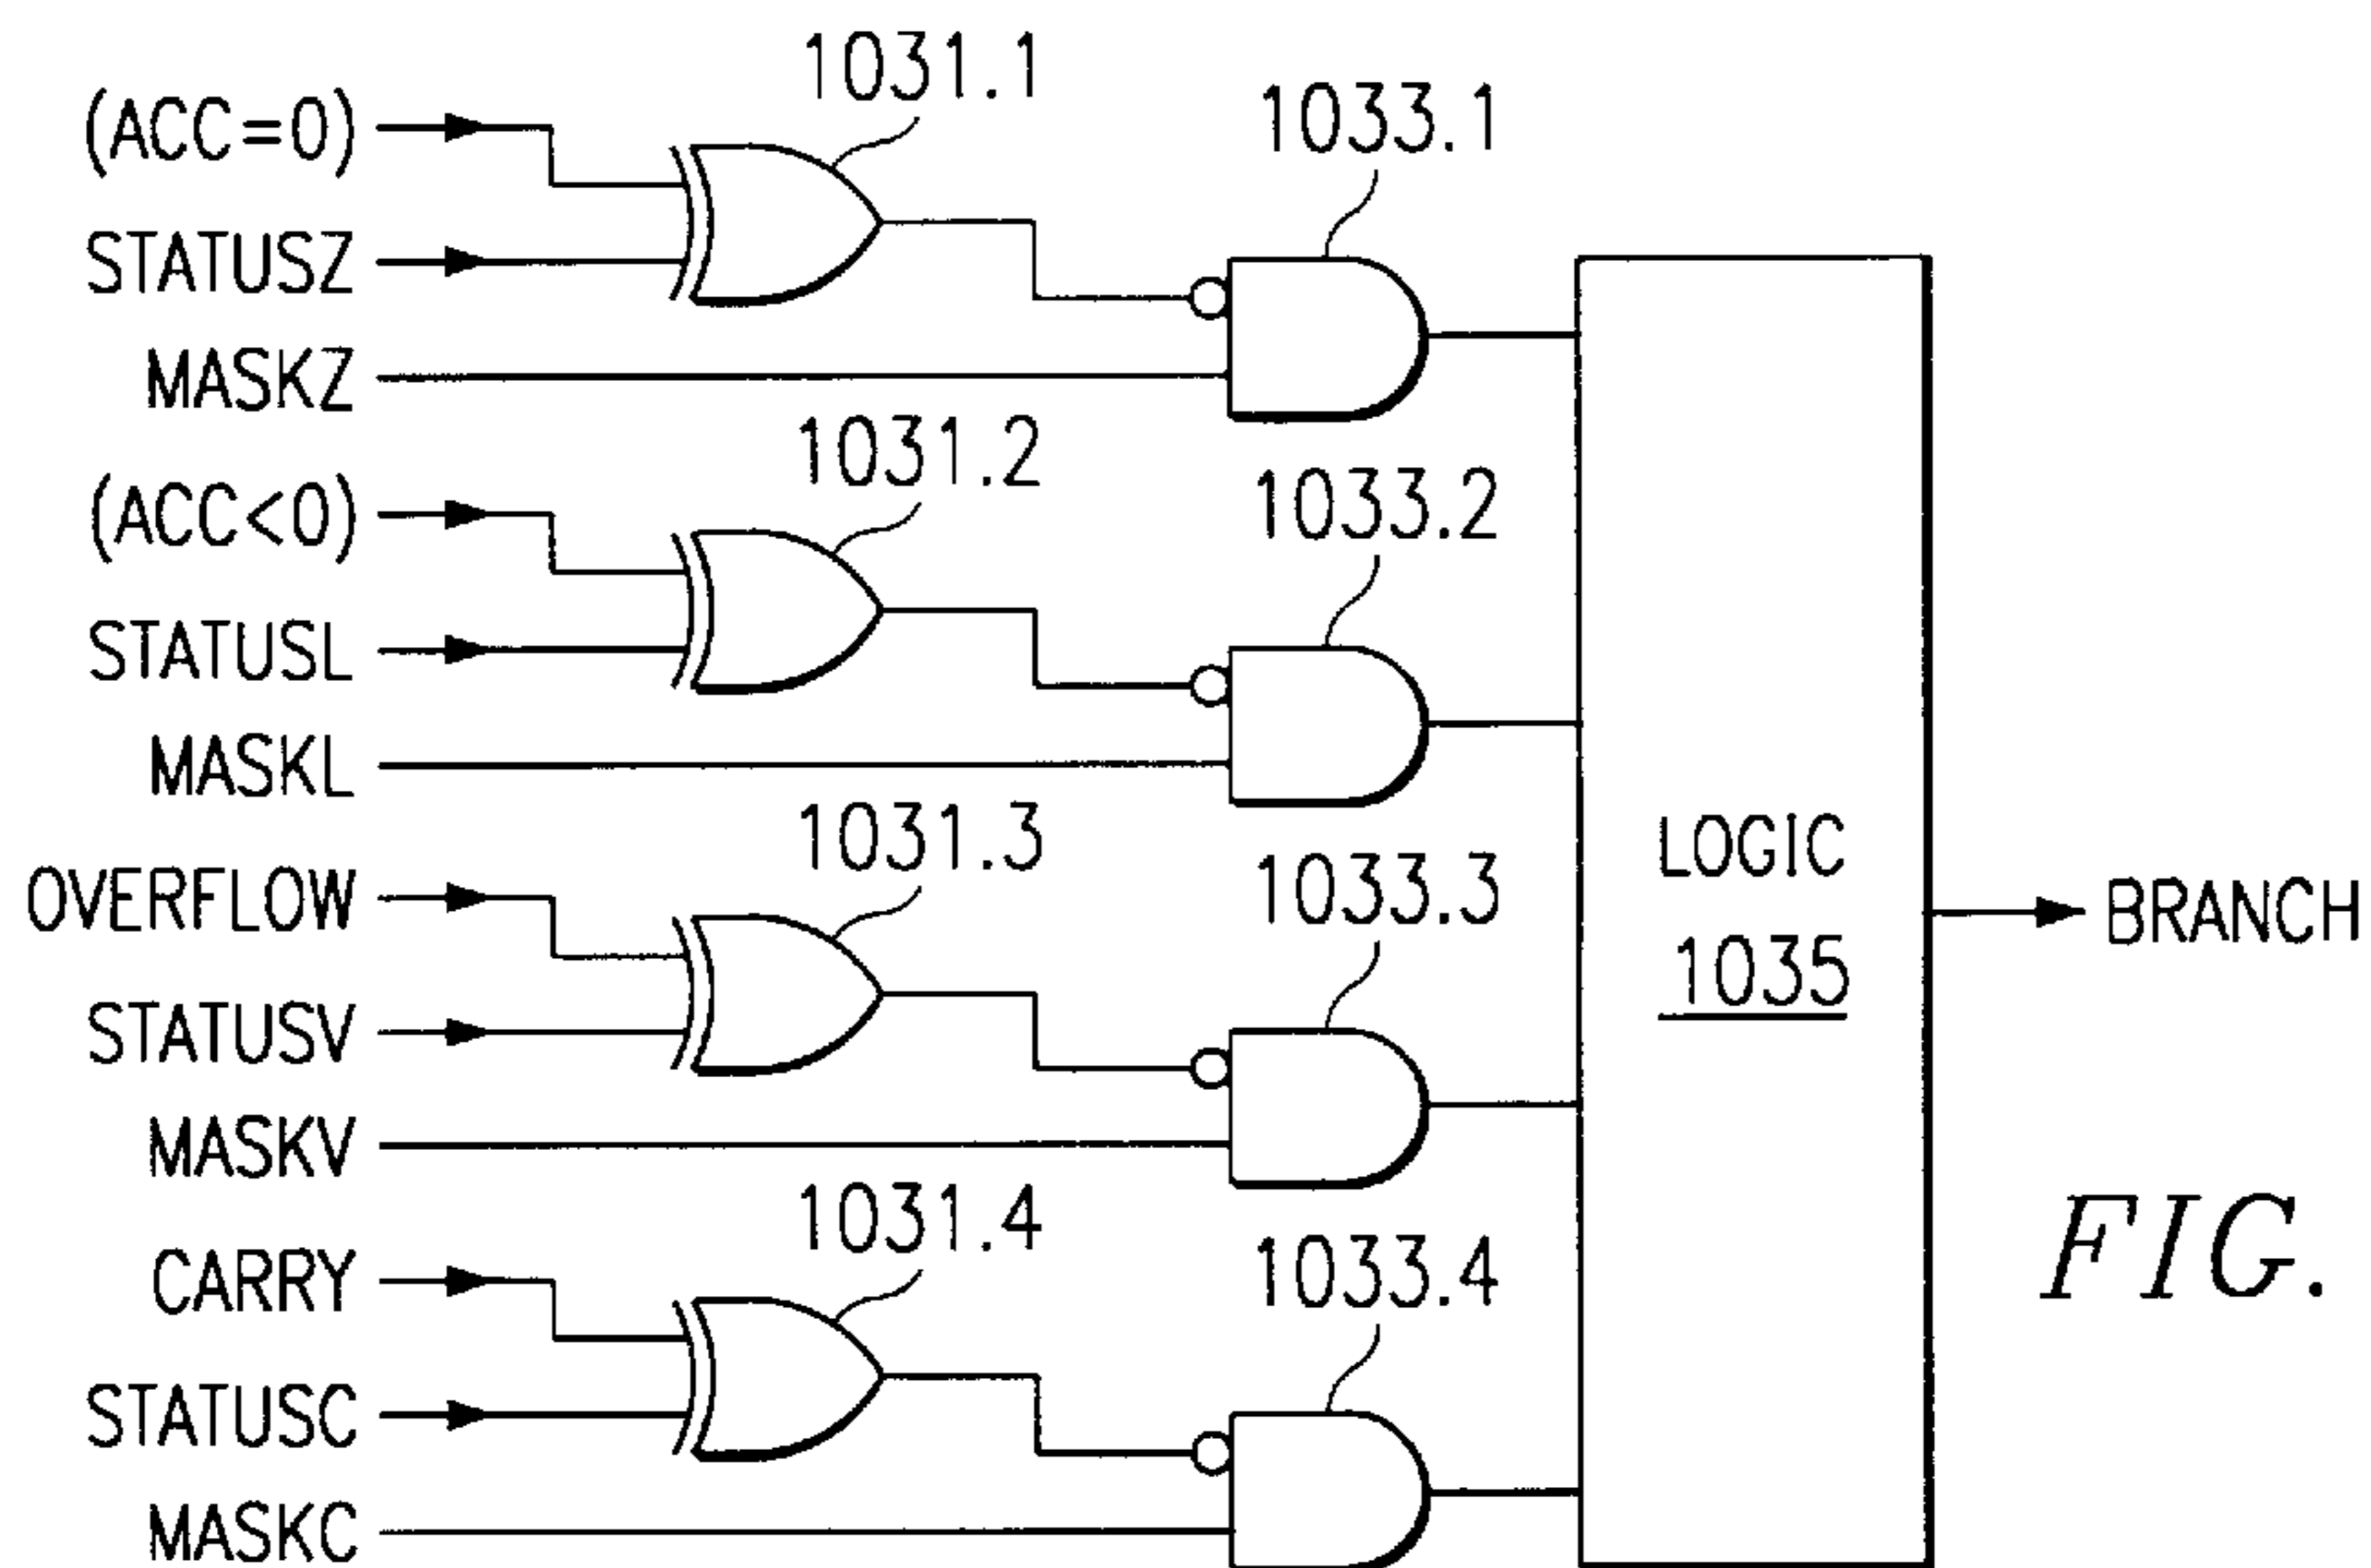 1031.1
(ACC=0)
1033.1
STATUSZ
MASKZ
1031.2
(ACC<0)
1033.2
STATUSL
MASKL
1031.3
LOGIC
1035
OVERFLOW
1033.3
BRANCH
STATUSV
MASKV
1031.4
FIG.
CARRY
1033.4
STATUSC
MASKC